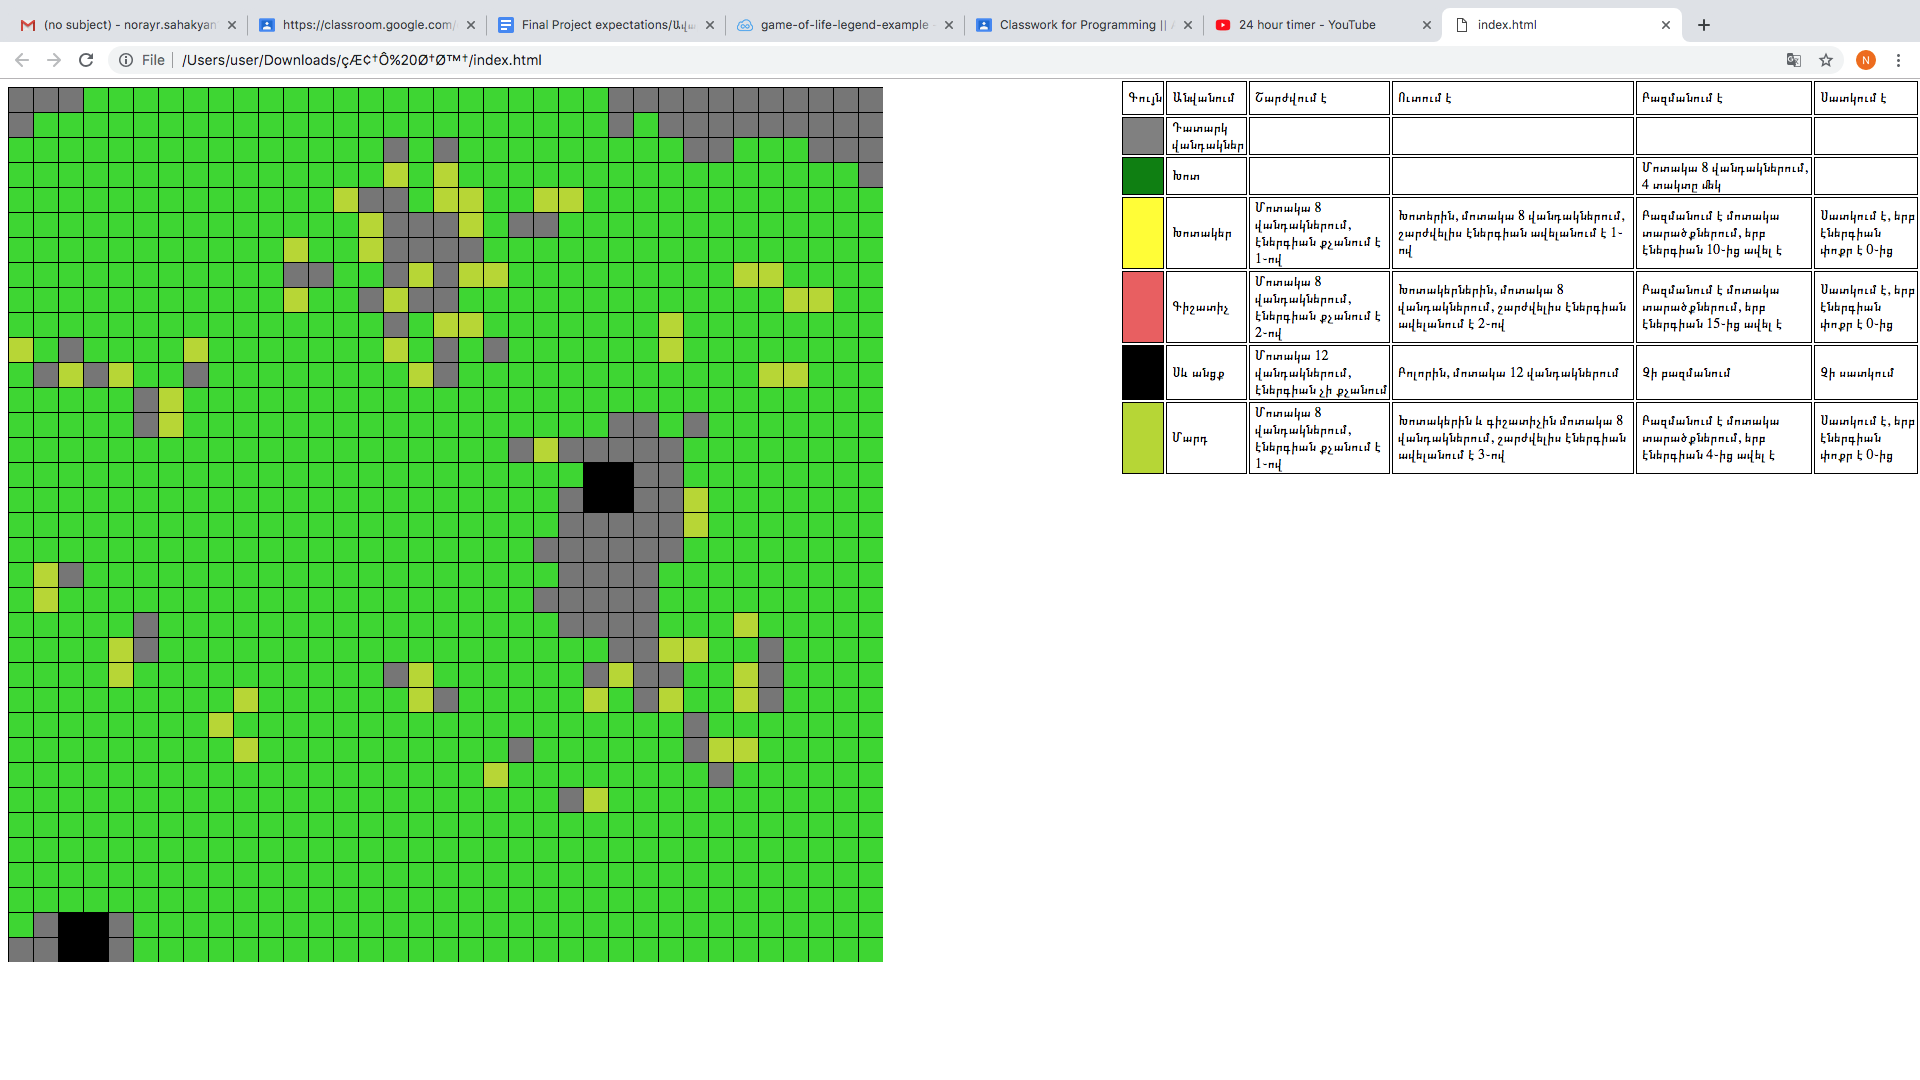 (no subject) - norayr.sahakyan
https://classroom.google.com/
Final Project expectations/Ավ
game-of-life-legend-example
Classwork for Programming ||
24 hour timer - YouTube
index.html
File
/Users/user/Downloads/çÆ¢†Ô%20Ø†Ø™†/index.html
N
Գույն
Անվանում
Շարժվում է
Ուտում է
Բազմանում է
Սատկում է
Դատարկ
վանդակներ
Խոտ
Մոտակա 8 վանդակներում,
4 տակտը մեկ
Խոտակեր
Մոտակա 8
վանդակներում,
էներգիան քչանում է
1-ով
Խոտերին, մոտակա 8 վանդակներում,
շարժվելիս էներգիան ավելանում է 1-
ով
Բազմանում է մոտակա
տարածքներում, երբ
էներգիան 10-ից ավել է
Սատկում է, երբ
էներգիան
փոքր է 0-ից
Գիշատիչ
Մոտակա 8
վանդակներում,
էներգիան քչանում է
2-ով
Խոտակերներին, մոտակա 8
վանդակներում, շարժվելիս էներգիան
ավելանում է 2-ով
Բազմանում է մոտակա
տարածքներում, երբ
էներգիան 15-ից ավել է
Սատկում է, երբ
էներգիան
փոքր է 0-ից
Սև անցք
Մոտակա 12
վանդակներում,
էներգիան չի քչանում
Բոլորին, մոտակա 12 վանդակներում
Չի բազմանում
Չի սատկում
Մարդ
Մոտակա 8
վանդակներում,
էներգիան քչանում է
1-ով
Խոտակերին և գիշատիչին մոտակա 8
վանդակներում, շարժվելիս էներգիան
ավելանում է 3-ով
Բազմանում է մոտակա
տարածքներում, երբ
էներգիան 4-ից ավել է
Սատկում է, երբ
էներգիան
փոքր է 0-ից